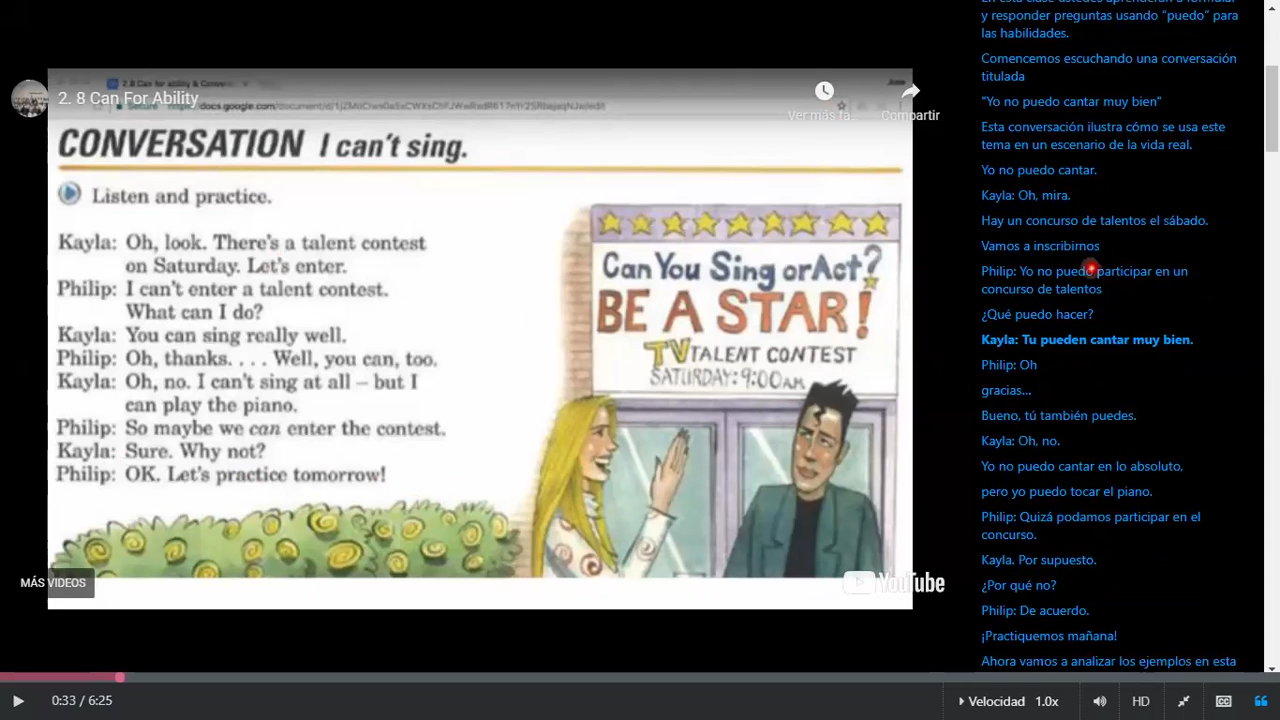 2.8 Can for ability & Conver
docs.google.com/document/d/
2. 8 Can For Ability
Ver más ta...
Compartir
CONVERSATION I can't sing.
Listen and practice.
Kayla: Oh, look. There's a talent contest
on Saturday. Let's enter.
Philip: I can't enter a talent contest.
What can I do?
Kayla: You can sing really well.
Philip: Oh, thanks. . . . Well, you can, too.
Kayla: Oh, no. I can't sing at all – but I
can play the piano.
Philip: So maybe we can enter the contest.
Kayla: Sure. Why not?
Philip: OK. Let's practice tomorrow!
Can You Sing or Act?
BE A STAR!
TV TALENT CONTEST
SATURDAY: 9:00 AM
MÁS VIDEOS
YouTube
0:33 / 6:25
Velocidad 1.0x
HD
CC
y responder preguntas usando "puedo" para
las habilidades.
Comencemos escuchando una conversación
titulada
"Yo no puedo cantar muy bien"
Esta conversación ilustra cómo se usa este
tema en un escenario de la vida real.
Yo no puedo cantar.
Kayla: Oh, mira.
Hay un concurso de talentos el sábado.
Vamos a inscribirnos
Philip: Yo no puedo participar en un
concurso de talentos
¿Qué puedo hacer?
Kayla: Tu pueden cantar muy bien.
Philip: Oh
gracias...
Bueno, tú también puedes.
Kayla: Oh, no.
Yo no puedo cantar en lo absoluto,
pero yo puedo tocar el piano.
Philip: Quizá podamos participar en el
concurso.
Kayla. Por supuesto.
¿Por qué no?
Philip: De acuerdo.
¡Practiquemos mañana!
Ahora vamos a analizar los ejemplos en esta